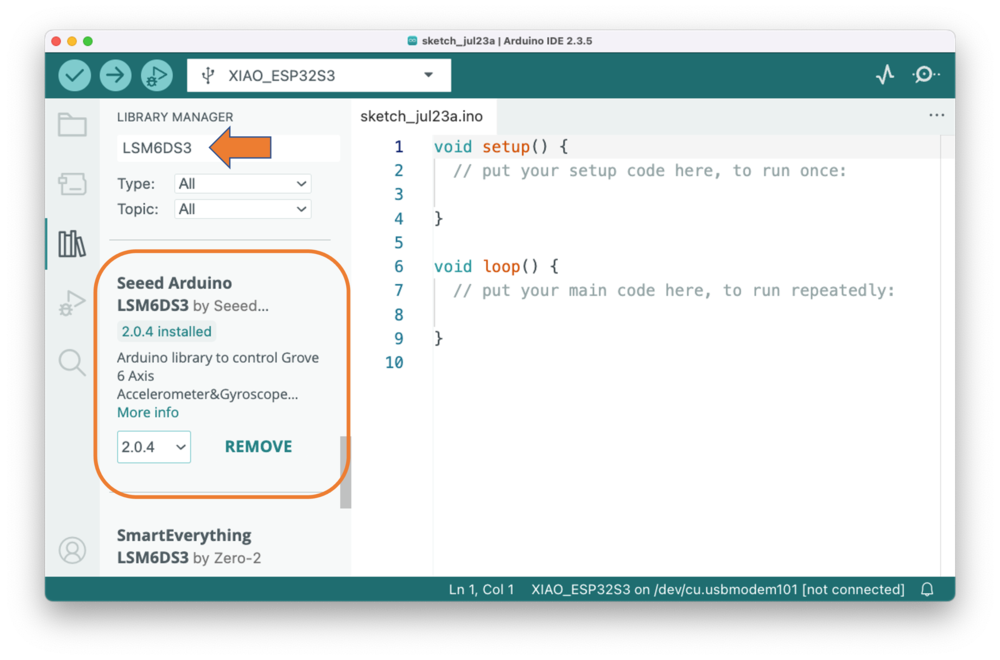 sketch_jul23a | Arduino IDE 2.3.5
XIAO_ESP32S3
LIBRARY MANAGER
LSM6DS3
Type: All
Topic: All
Seeed Arduino
LSM6DS3 by Seeed...
2.0.4 installed
Arduino library to control Grove
6 Axis
Accelerometer&Gyroscope...
More info
2.0.4 REMOVE
SmartEverything
LSM6DS3 by Zero-2
sketch_jul23a.ino
1 void setup() {
2 // put your setup code here, to run once:
3
4 }
5
6 void loop() {
7 // put your main code here, to run repeatedly:
8
9 }
10
Ln 1, Col 1 XIAO_ESP32S3 on /dev/cu.usbmodem101 [not connected]